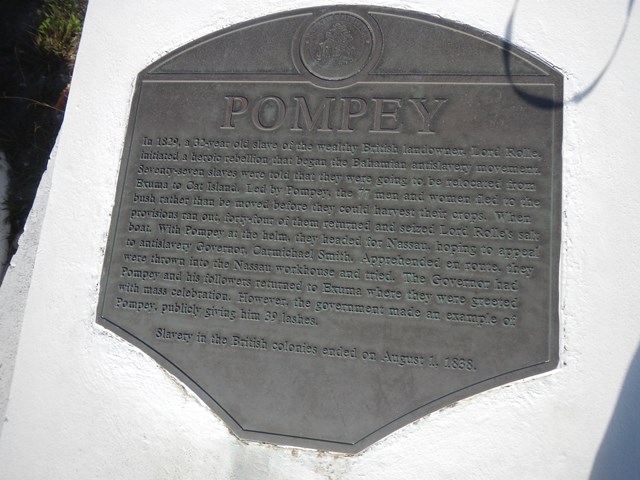 POMPEY
In 1829, a 32-year old slave of the wealthy British landowner, Lord Rolle,
initiated a heroic rebellion that began the Bahamian antislavery movement.
Seventy-seven slaves were told that they were going to be relocated from
Exuma to Cat Island. Led by Pompey, the 77 men and women fled to the
bush rather than be moved before they could harvest their crops. When
provisions ran out, forty-four of them returned and seized Lord Rolle's salt
boat. With Pompey at the helm, they headed for Nassau, hoping to appeal
to antislavery Governor, Carmichael Smith. Apprehended en route, they
were thrown into the Nassau workhouse and tried. The Governor had
Pompey and his followers returned to Exuma where they were greeted
with mass celebration. However, the government made an example of
Pompey, publicly giving him 39 lashes.
Slavery in the British colonies ended on August 1, 1838.